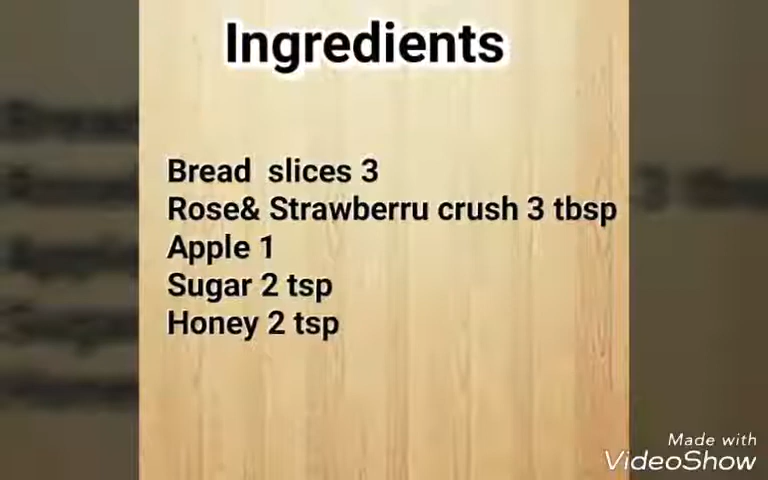 Ingredients
Bread slices 3
Rose& Strawberru crush 3 tbsp
Apple 1
Sugar 2 tsp
Honey 2 tsp
Made with
VideoShow